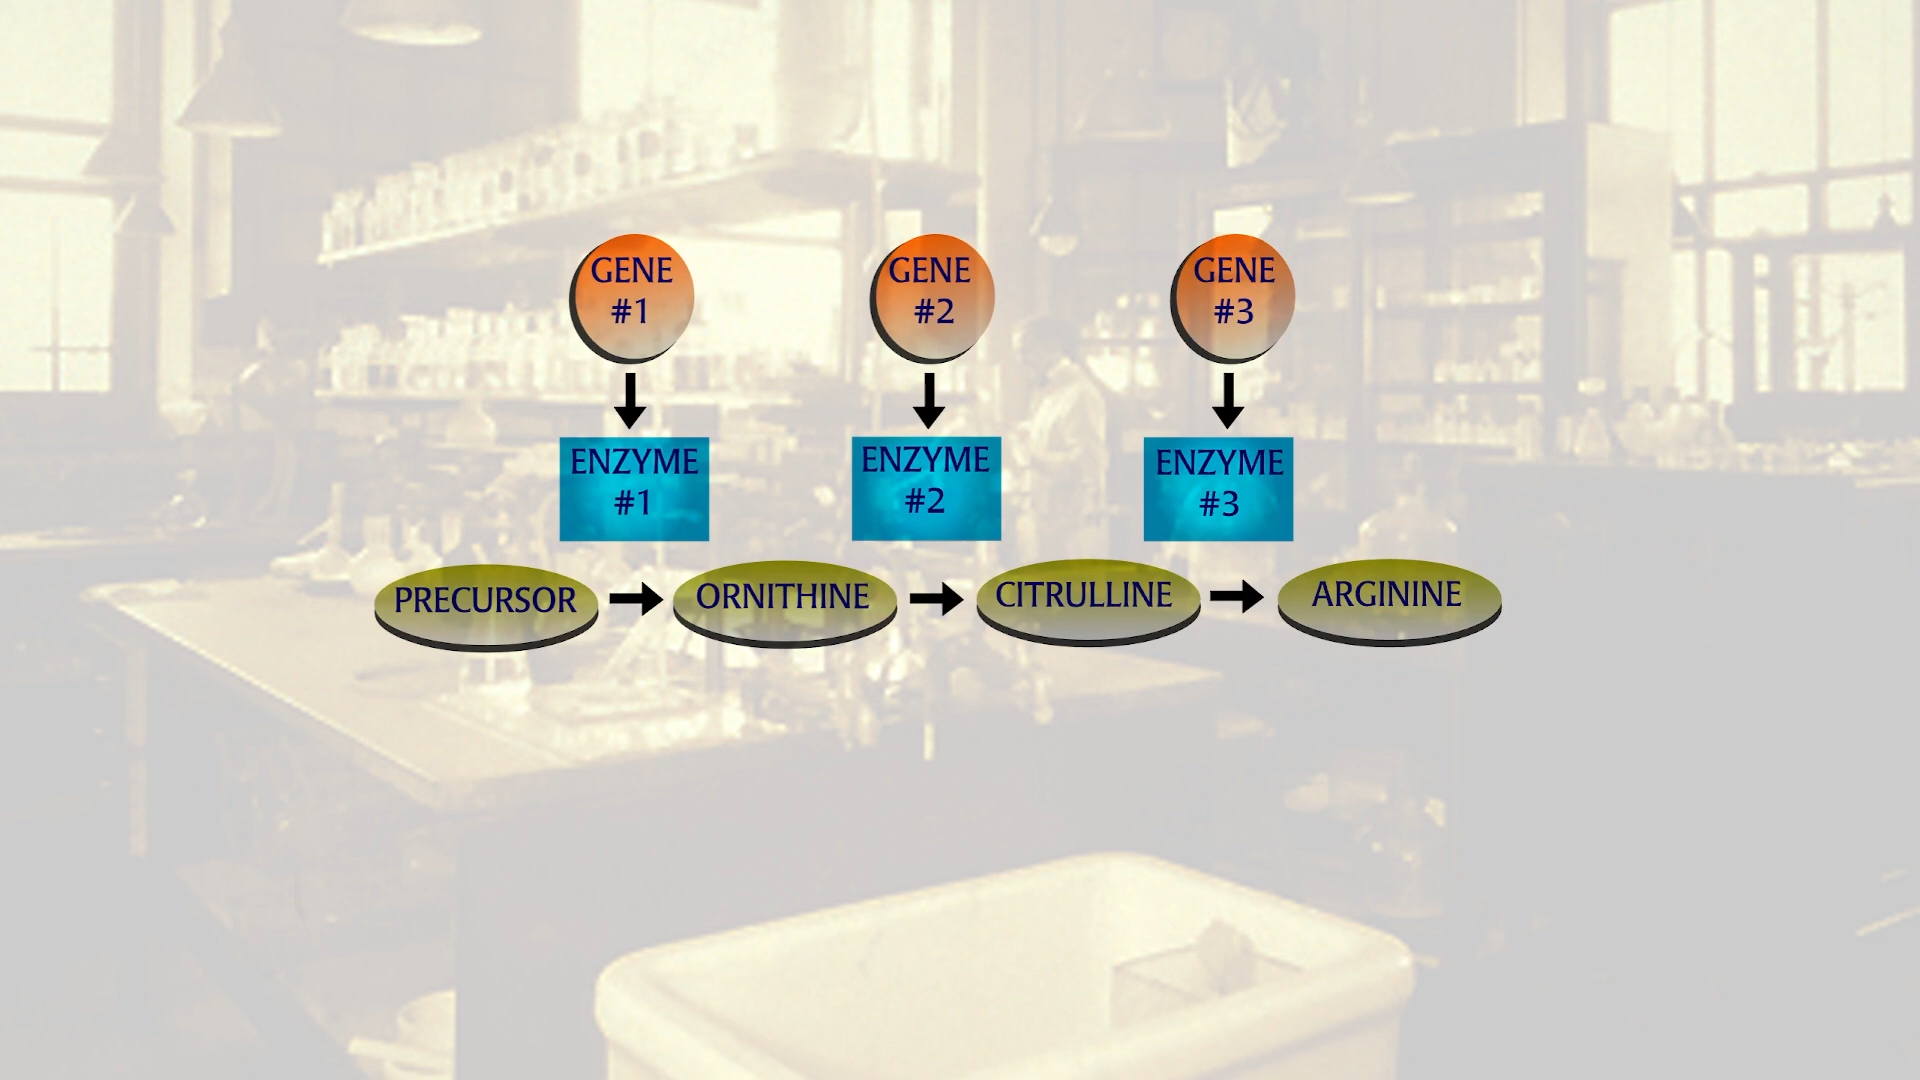 GENE
#1
GENE
#2
GENE
#3
ENZYME
#1
ENZYME
#2
ENZYME
#3
PRECURSOR
ORNITHINE
CITRULLINE
ARGININE